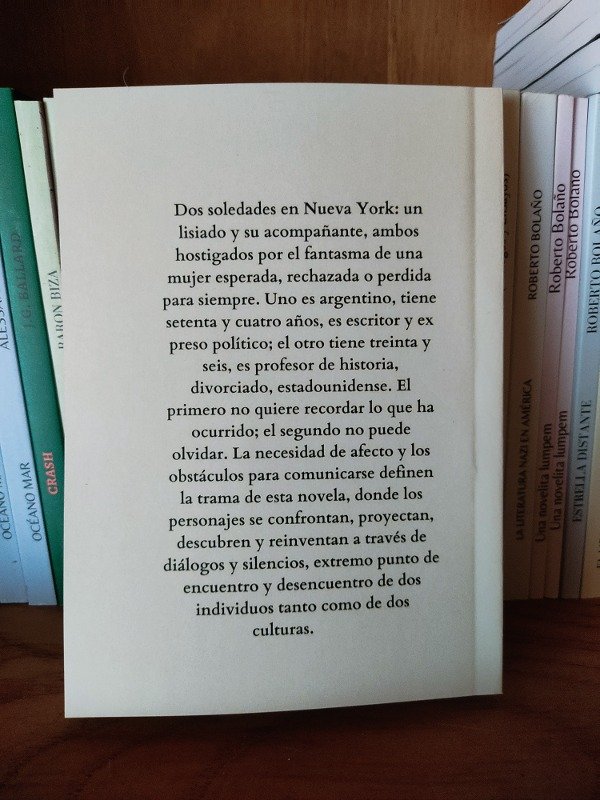 Dos soledades en Nueva York: un
lisiado y su acompañante, ambos
hostigados por el fantasma de una
mujer esperada, rechazada o perdida
para siempre. Uno es argentino, tiene
setenta y cuatro años, es escritor y ex
preso político; el otro tiene treinta y
seis, es profesor de historia,
divorciado, estadounidense. El
primero no quiere recordar lo que ha
ocurrido; el segundo no puede
olvidar. La necesidad de afecto y los
obstáculos para comunicarse definen
la trama de esta novela, donde los
personajes se confrontan, proyectan,
descubren y reinventan a través de
diálogos y silencios, extremo punto de
encuentro y desencuentro de dos
individuos tanto como de dos
culturas.
OCÉANO MAR
J.G. BALLARD
CRASH
BARON BIZA
ROBERTO BOLAÑO
LA LITERATURA NAZI EN AMÉRICA
Roberto Bolaño
Una novelita lumpem
Roberto Bolaño
Una novelita lumpem
ROBERTO BOLAÑO
ESTRELLA DISTANTE